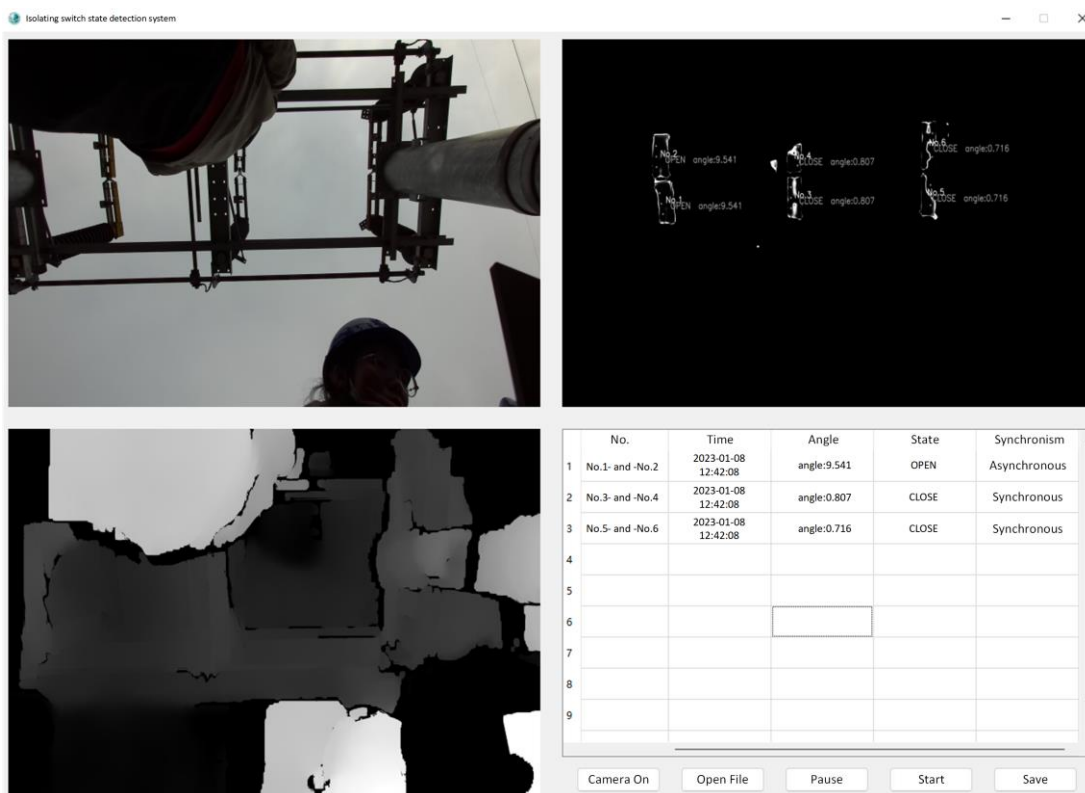 Isolating switch state detection system
No.2
OPEN angle:9.541
No.1
OPEN angle:9.541
No.4
CLOSE angle:0.807
No.3
CLOSE angle:0.807
No.6
CLOSE angle:0.716
No.5
CLOSE angle:0.716
No. Time Angle State Synchronism
1 No.1- and -No.2 2023-01-08 12:42:08 angle:9.541 OPEN Asynchronous
2 No.3- and -No.4 2023-01-08 12:42:08 angle:0.807 CLOSE Synchronous
3 No.5- and -No.6 2023-01-08 12:42:08 angle:0.716 CLOSE Synchronous
4
5
6
7
8
9
Camera On Open File Pause Start Save